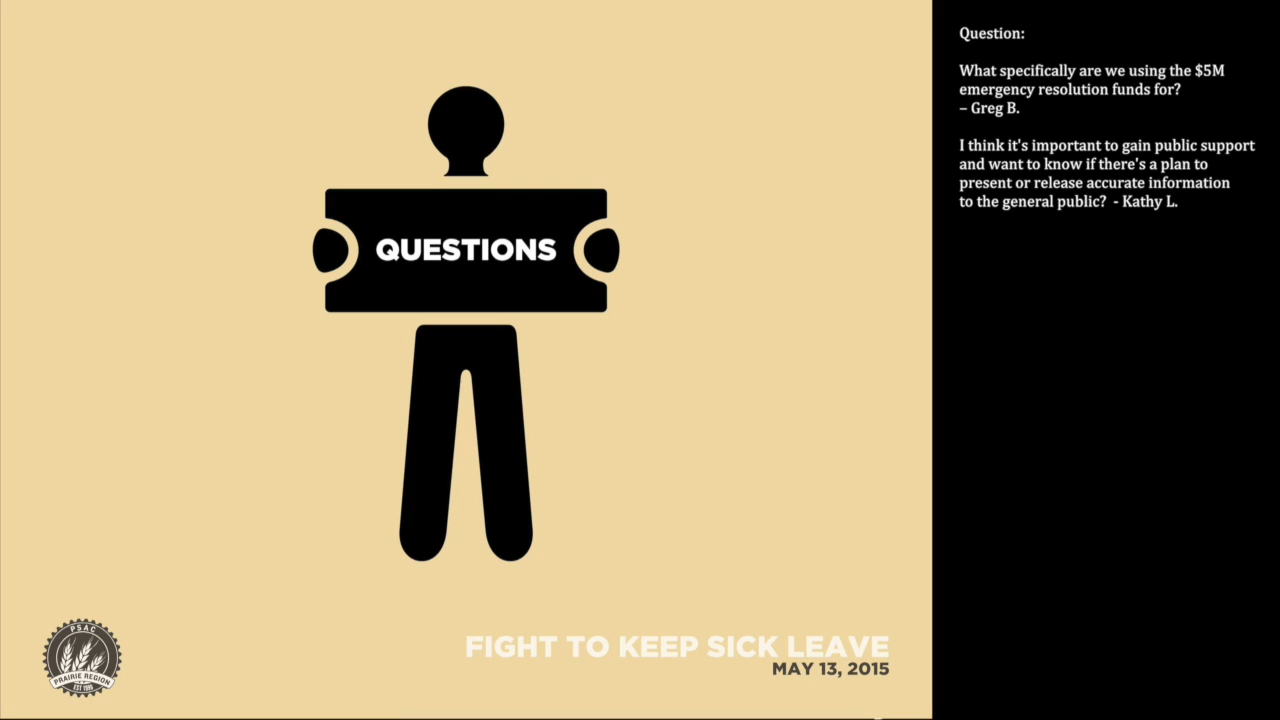 Question:
What specifically are we using the $5M
emergency resolution funds for?
– Greg B.
I think it's important to gain public support
and want to know if there's a plan to
present or release accurate information
to the general public?  - Kathy L.
QUESTIONS
FIGHT TO KEEP SICK LEAVE
MAY 13, 2015
PSAC
PRAIRIE REGION